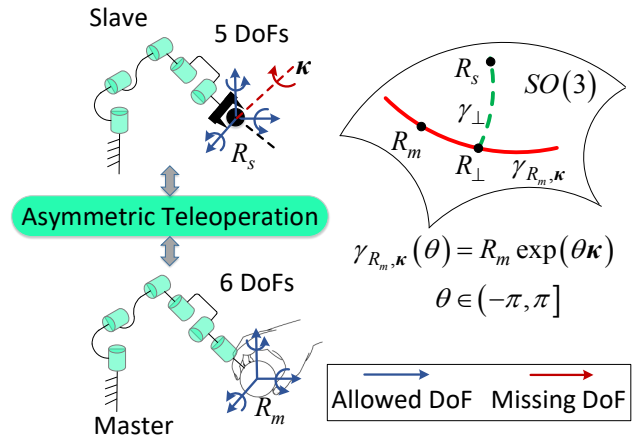 Slave
5 DoFs
κ
R_s
Asymmetric Teleoperation
6 DoFs
R_m
Master
R_s
SO(3)
γ_⊥
R_m
R_⊥
γ_{R_m,κ}
γ_{R_m,κ}(θ) = R_m exp(θκ)
θ ∈ (−π, π]
Allowed DoF
Missing DoF